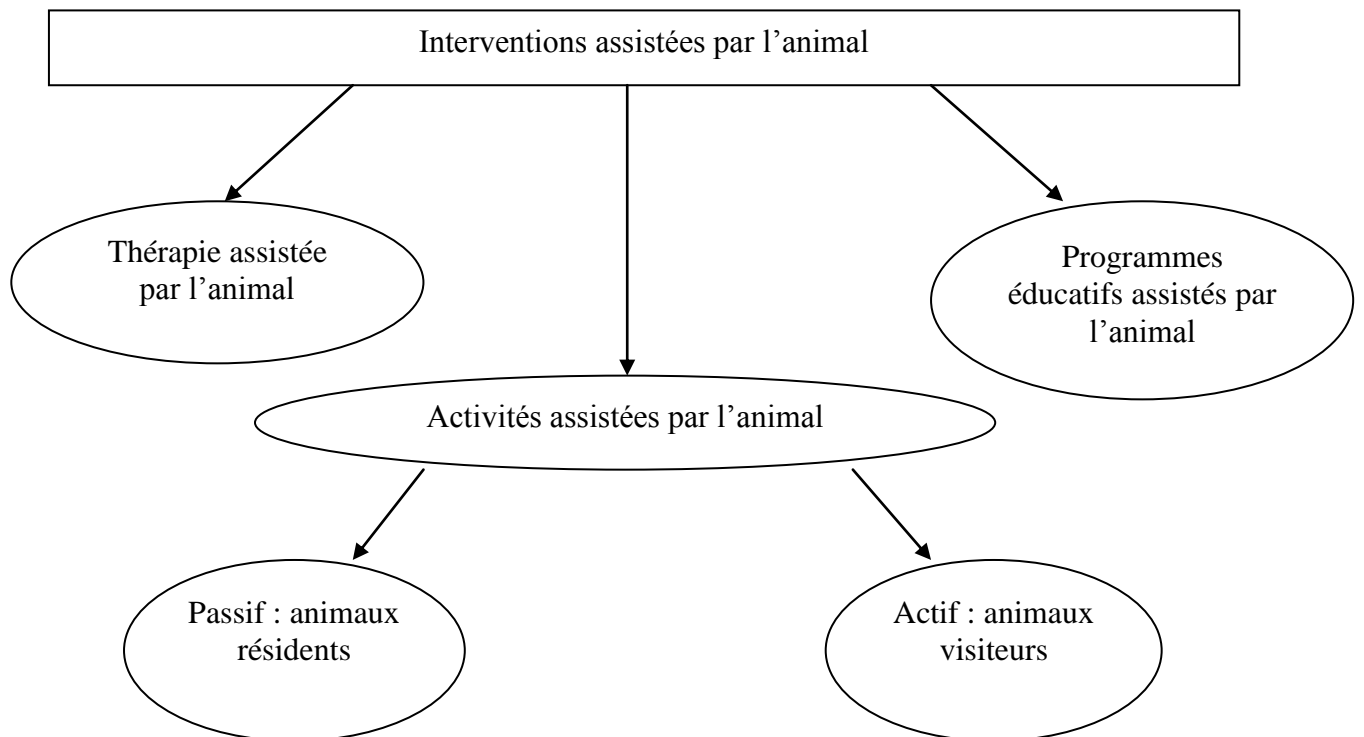 Interventions assistées par l’animal
Thérapie assistée
par l’animal
Programmes
éducatifs assistés par
l’animal
Activités assistées par l’animal
Passif : animaux
résidents
Actif : animaux
visiteurs